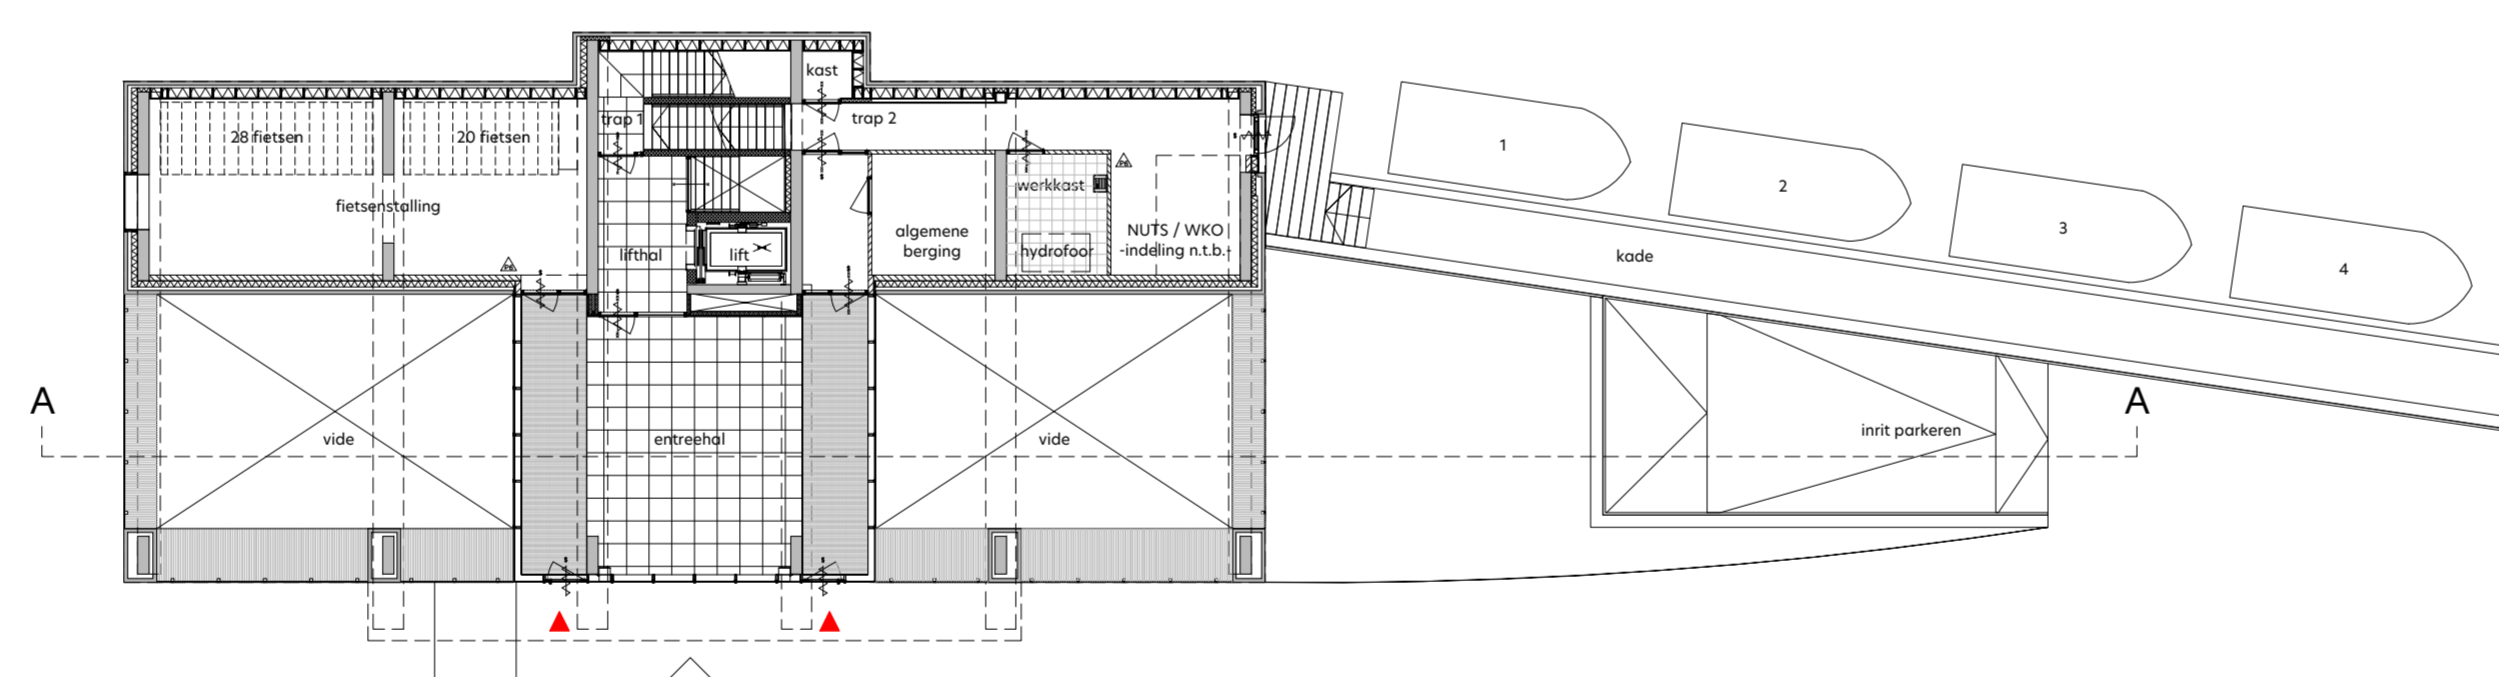 kast
trap 1
trap 2
28 fietsen
20 fietsen
fietsenstalling
werkkast
lifthal
lift
algemene
berging
hydrofoor
NUTS / WKO
-indeling n.t.b.-
1
2
3
4
kade
A
A
vide
entreehal
vide
inrit parkeren